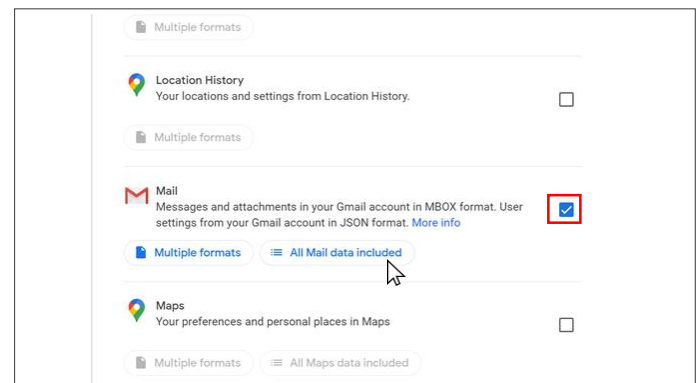 Multiple formats
Location History
Your locations and settings from Location History.
Multiple formats
Mail
Messages and attachments in your Gmail account in MBOX format. User
settings from your Gmail account in JSON format. More info
Multiple formats
All Mail data included
Maps
Your preferences and personal places in Maps
Multiple formats
All Maps data included